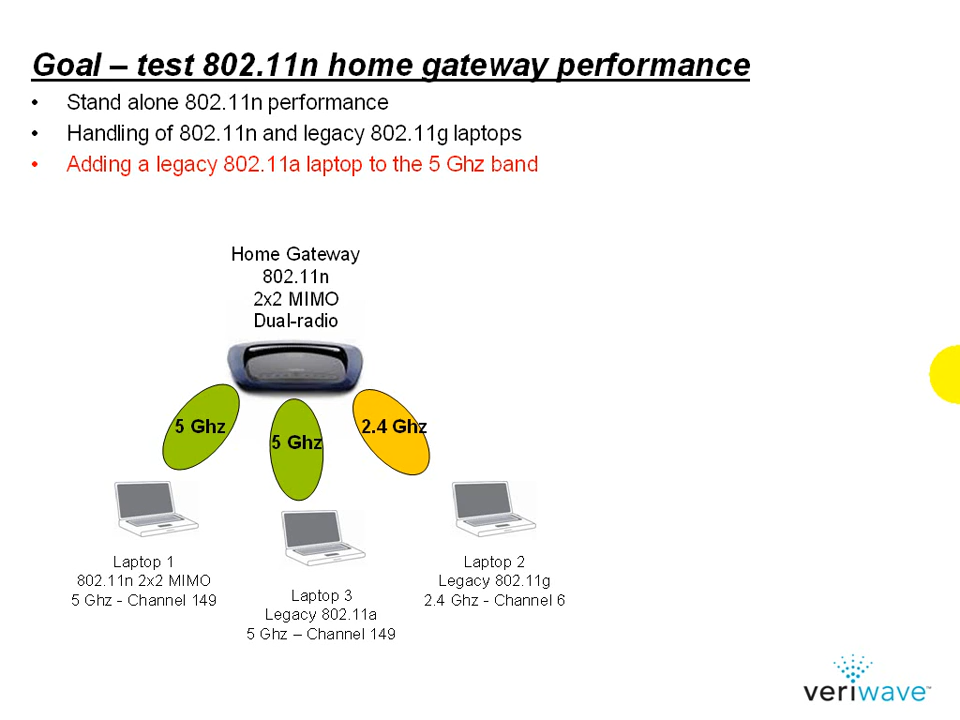 Goal – test 802.11n home gateway performance
• Stand alone 802.11n performance
• Handling of 802.11n and legacy 802.11g laptops
• Adding a legacy 802.11a laptop to the 5 Ghz band
Home Gateway
802.11n
2x2 MIMO
Dual-radio
5 Ghz
5 Ghz
2.4 Ghz
Laptop 1
802.11n 2x2 MIMO
5 Ghz - Channel 149
Laptop 3
Legacy 802.11a
5 Ghz – Channel 149
Laptop 2
Legacy 802.11g
2.4 Ghz - Channel 6
veriwave™